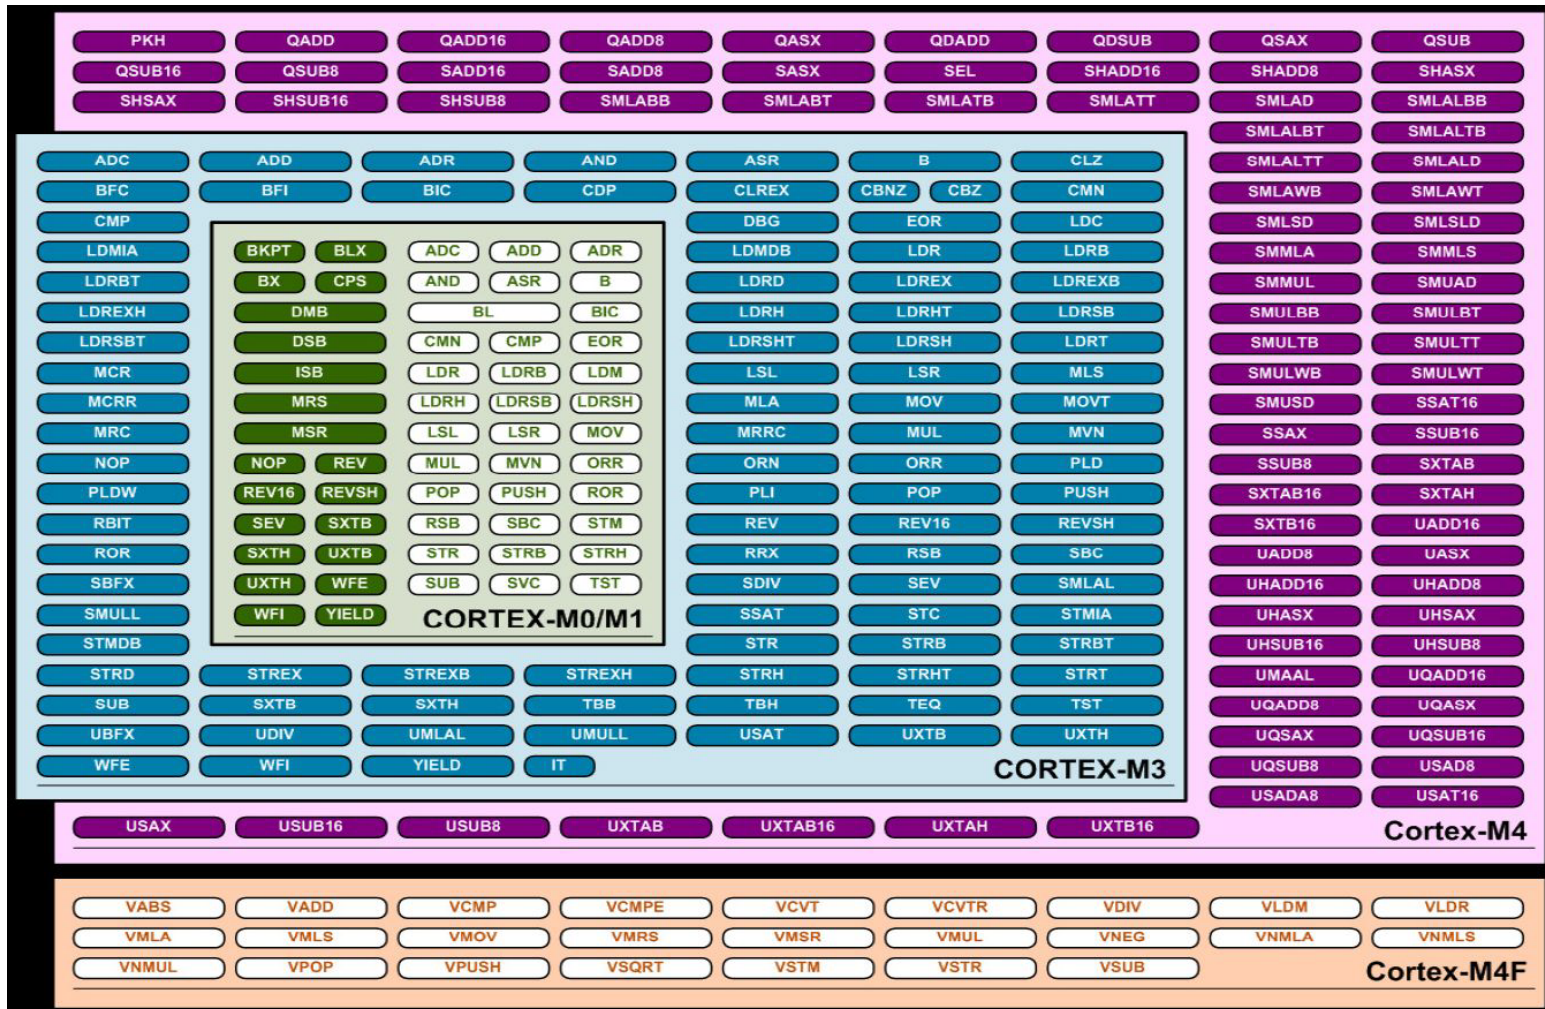 PKH QADD QADD16 QADD8 QASX QDADD QDSUB QSAX QSUB
QSUB16 QSUB8 SADD16 SADD8 SASX SEL SHADD16 SHADD8 SHASX
SHSAX SHSUB16 SHSUB8 SMLABB SMLABT SMLATB SMLATT SMLAD SMLALBB
SMLALBT SMLALTB
ADC ADD ADR AND ASR B CLZ SMLALTT SMLALD
BFC BFI BIC CDP CLREX CBNZ CBZ CMN SMLAWB SMLAWT
CMP DBG EOR LDC SMLSD SMLSLD
LDMIA BKPT BLX ADC ADD ADR LDMDB LDR LDRB SMMLA SMMLS
LDRBT BX CPS AND ASR B LDRD LDREX LDREXB SMMUL SMUAD
LDREXH DMB BL BIC LDRH LDRHT LDRSB SMULBB SMULBT
LDRSBT DSB CMN CMP EOR LDRSHT LDRSH LDRT SMULTB SMULTT
MCR ISB LDR LDRB LDM LSL LSR MLS SMULWB SMULWT
MCRR MRS LDRH LDRSB LDRSH MLA MOV MOVT SMUSD SSAT16
MRC MSR LSL LSR MOV MRRC MUL MVN SSAX SSUB16
NOP NOP REV MUL MVN ORR ORN ORR PLD SSUB8 SXTAB
PLDW REV16 REVSH POP PUSH ROR PLI POP PUSH SXTAB16 SXTAH
RBIT SEV SXTB RSB SBC STM REV REV16 REVSH SXTB16 UADD16
ROR SXTH UXTB STR STRB STRH RRX RSB SBC UADD8 UASX
SBFX UXTH WFE SUB SVC TST SDIV SEV SMLAL UHADD16 UHADD8
SMULL WFI YIELD CORTEX-M0/M1 SSAT STC STMIA UHASX UHSAX
STMDB STR STRB STRBT UHSUB16 UHSUB8
STRD STREX STREXB STREXH STRH STRHT STRT UMAAL UQADD16
SUB SXTB SXTH TBB TBH TEQ TST UQADD8 UQASX
UBFX UDIV UMLAL UMULL USAT UXTB UXTH UQSAX UQSUB16
WFE WFI YIELD IT CORTEX-M3 UQSUB8 USAD8
USADA8 USAT16
USAX USUB16 USUB8 UXTAB UXTAB16 UXTAH UXTB16 Cortex-M4
VABS VADD VCMP VCMPE VCVT VCVTR VDIV VLDM VLDR
VMLA VMLS VMOV VMRS VMSR VMUL VNEG VNMLA VNMLS
VNMUL VPOP VPUSH VSQRT VSTM VSTR VSUB Cortex-M4F